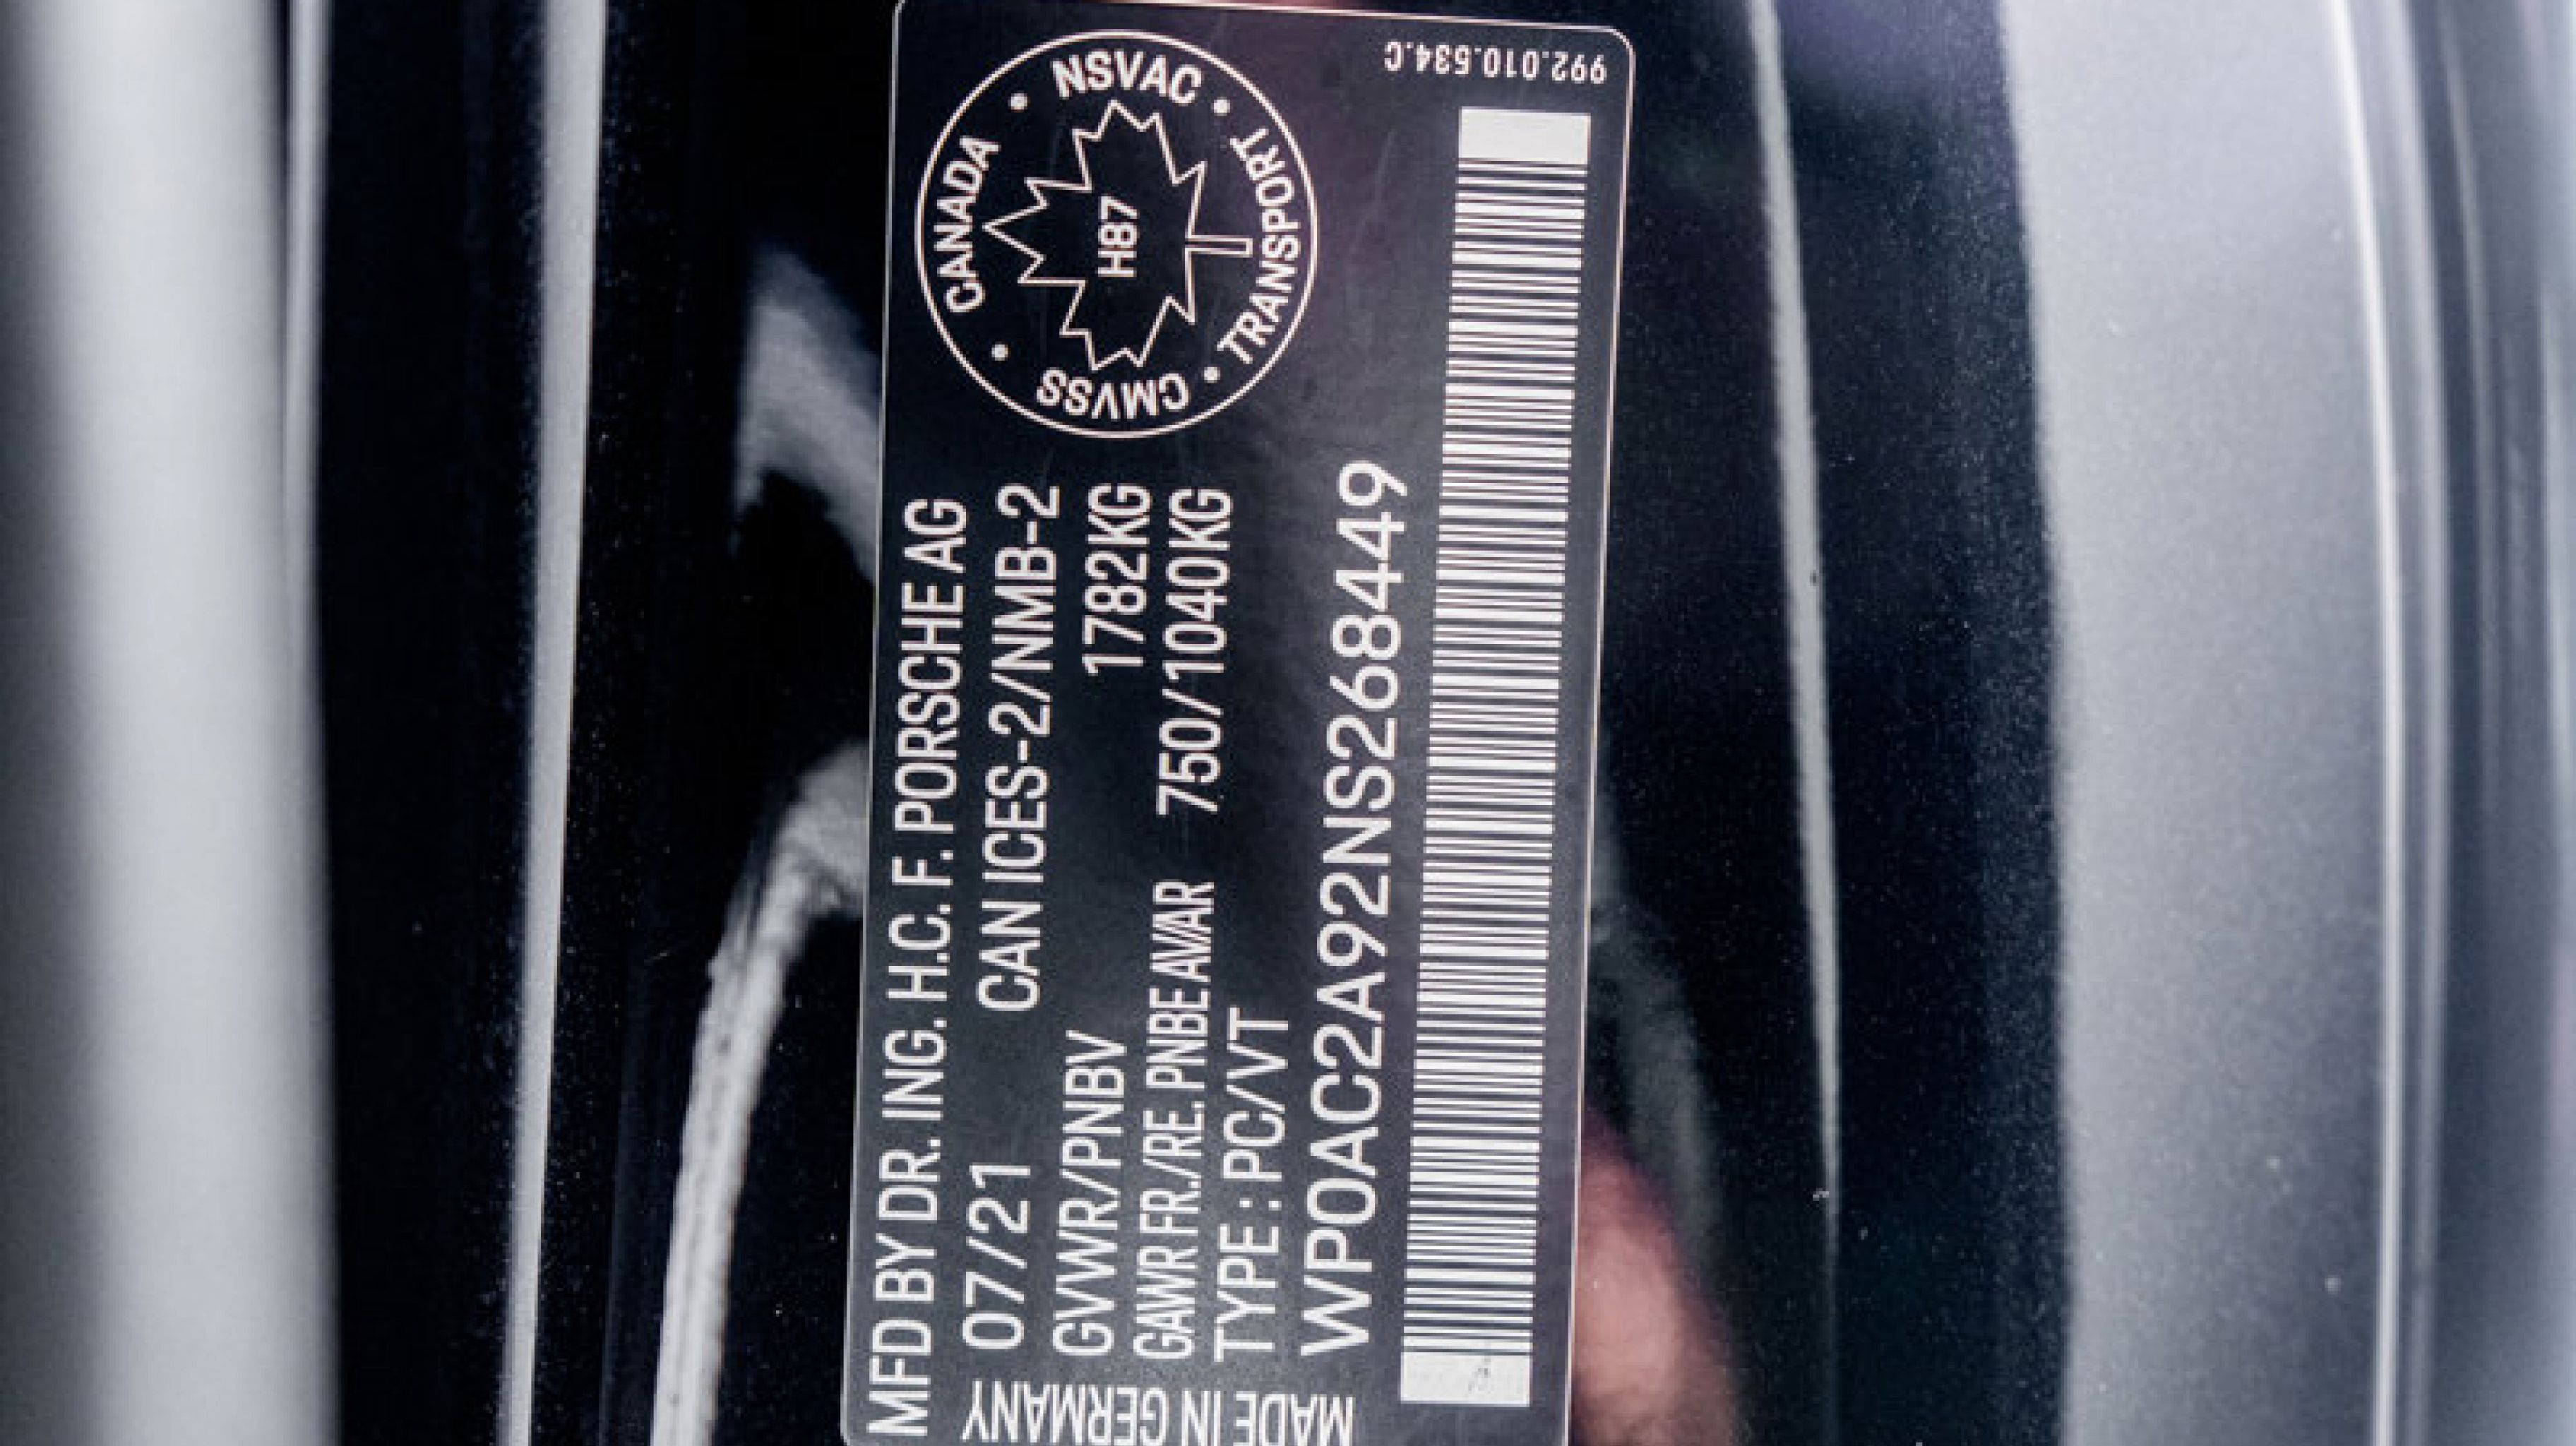 MFD BY DR. ING. H.C. F. PORSCHE AG
07/21 CAN ICES-2/NMB-2
GVWR/PNBV 1782KG
GAWR FR./RE. PNBE AV/AR 750/1040KG
TYPE : PC/VT
WP0AC2A92NS268449
MADE IN GERMANY
CANADA • NSVAC • TRANSPORT • CMVSS •
H87
992.010.534.C